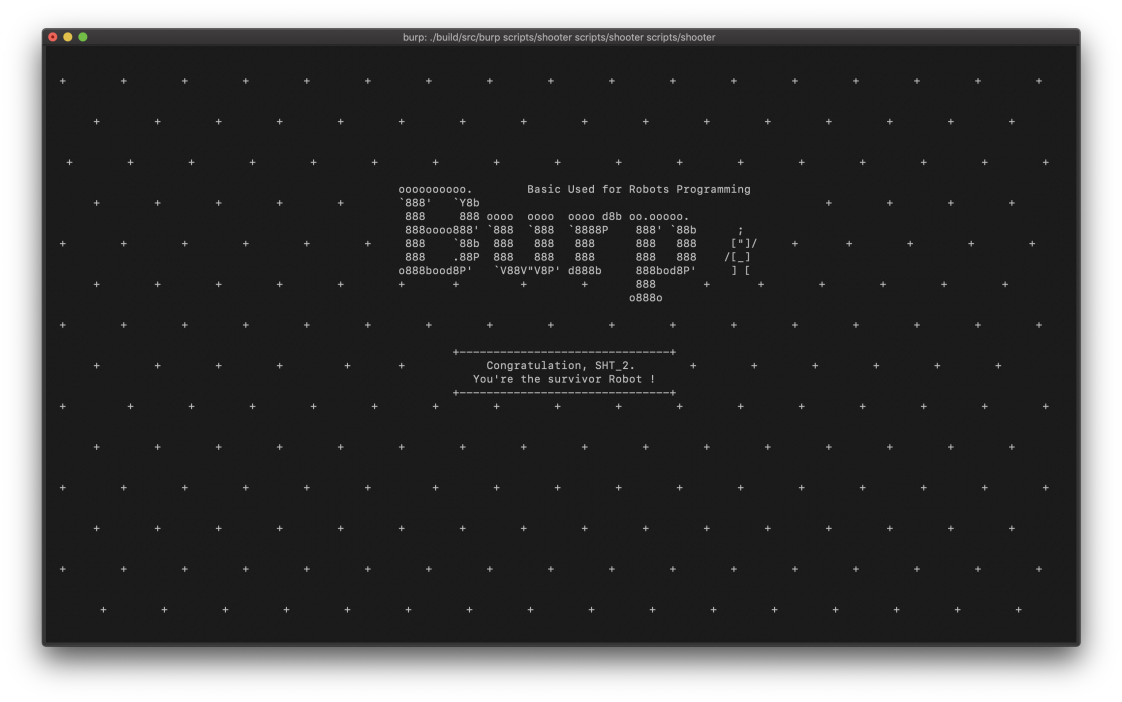 burp: ./build/src/burp scripts/shooter scripts/shooter scripts/shooter
Basic Used for Robots Programming
Burp
Congratulation, SHT_2.
You're the survivor Robot !